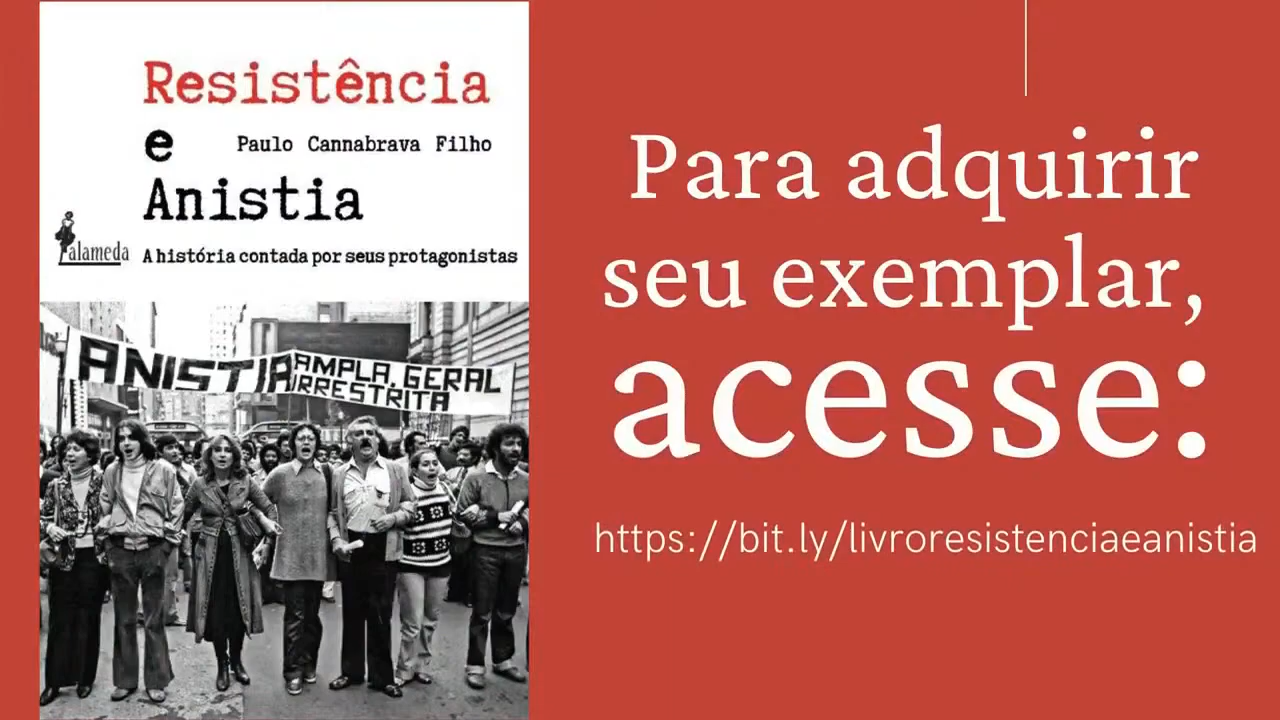 Resistência
e
Paulo Cannabrava Filho
Anistia
alameda
A história contada por seus protagonistas
ANISTIA AMPLA, GERAL
IRRESTRITA
Para adquirir
seu exemplar,
acesse:
https://bit.ly/livroresistenciaeanistia